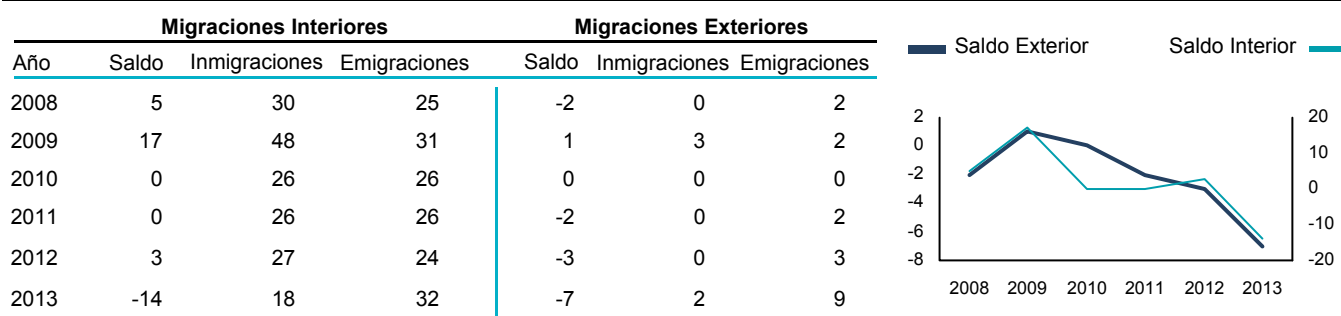 Migraciones Interiores Migraciones Exteriores
Año Saldo Inmigraciones Emigraciones Saldo Inmigraciones Emigraciones
2008 5 30 25 -2 0 2
2009 17 48 31 1 3 2
2010 0 26 26 0 0 0
2011 0 26 26 -2 0 2
2012 3 27 24 -3 0 3
2013 -14 18 32 -7 2 9
Saldo Exterior Saldo Interior
2 20
0 10
-2 0
-4 -10
-6 -20
-8
2008 2009 2010 2011 2012 2013